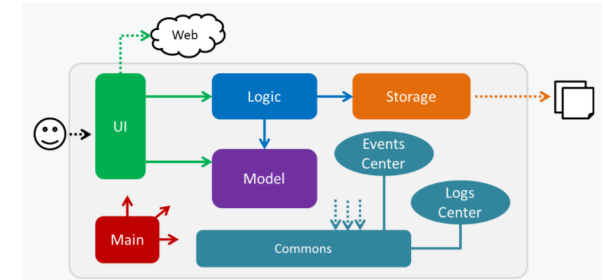 Web
UI
Logic
Storage
Events
Center
Model
Logs
Center
Main
Commons